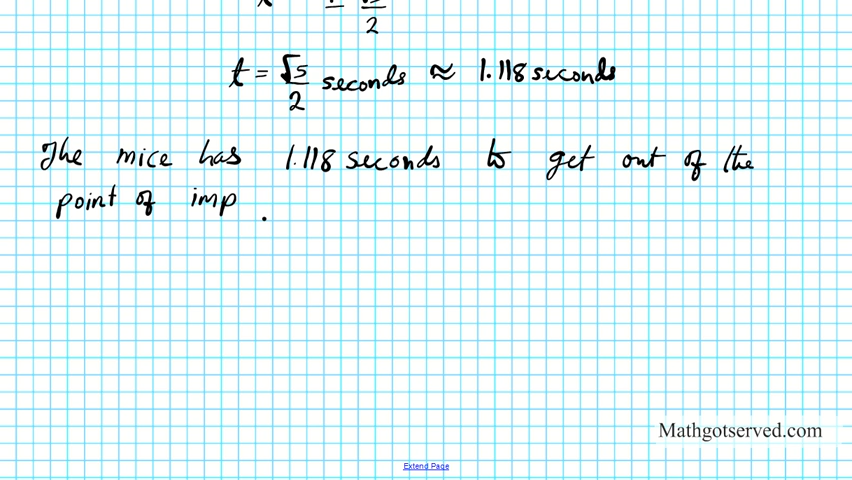 t = √5/2 seconds ≈ 1.118 seconds
The mice has 1.118 seconds to get out of the
point of imp
Mathgotserved.com
Extend Page